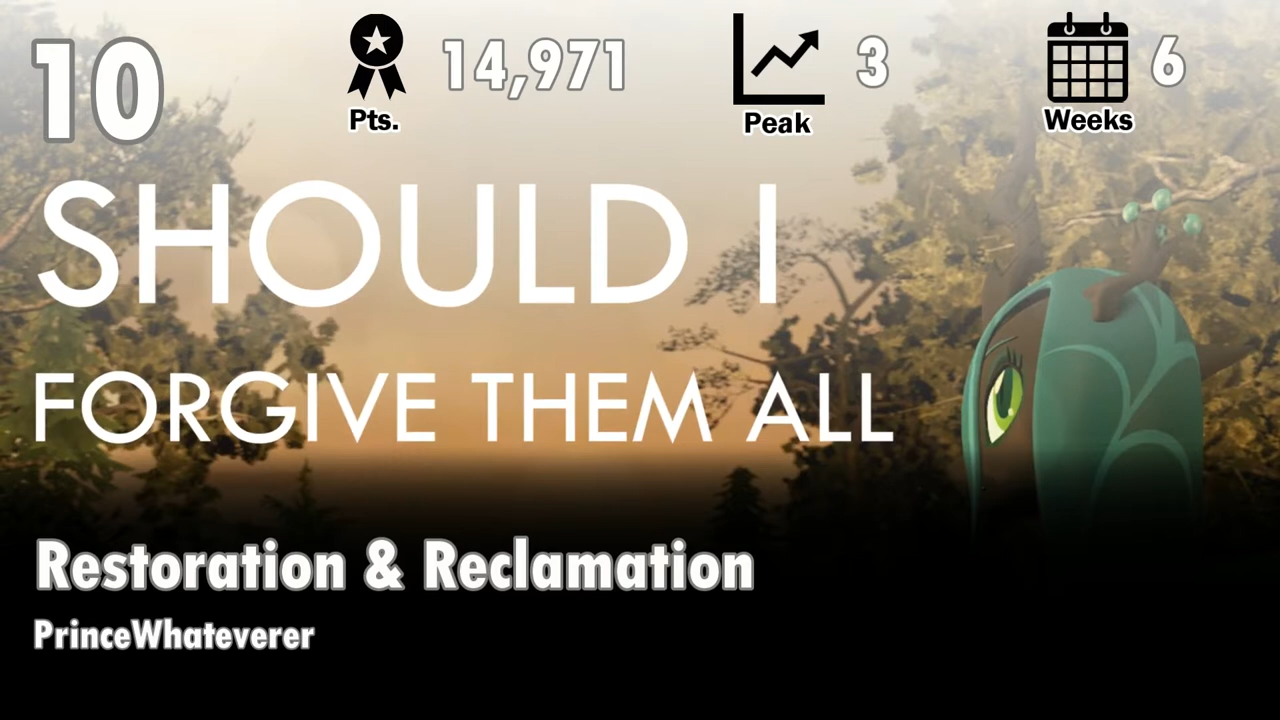 10
14,971
3
6
Pts.
Peak
Weeks
SHOULD I
FORGIVE THEM ALL
Restoration & Reclamation
PrinceWhateverer